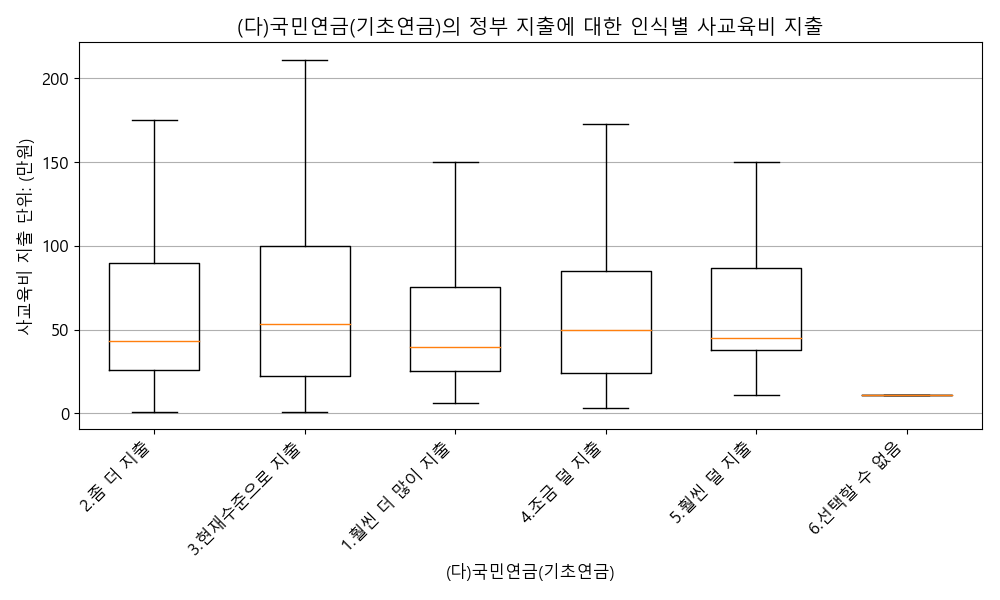 (다)국민연금(기초연금)의 정부 지출에 대한 인식별 사교육비 지출
사교육비 지출 단위: (만원)
200
150
100
50
0
2.좀 더 지출
3.현재수준으로 지출
1.훨씬 더 많이 지출
4.조금 덜 지출
5.훨씬 덜 지출
6.선택할 수 없음
(다)국민연금(기초연금)